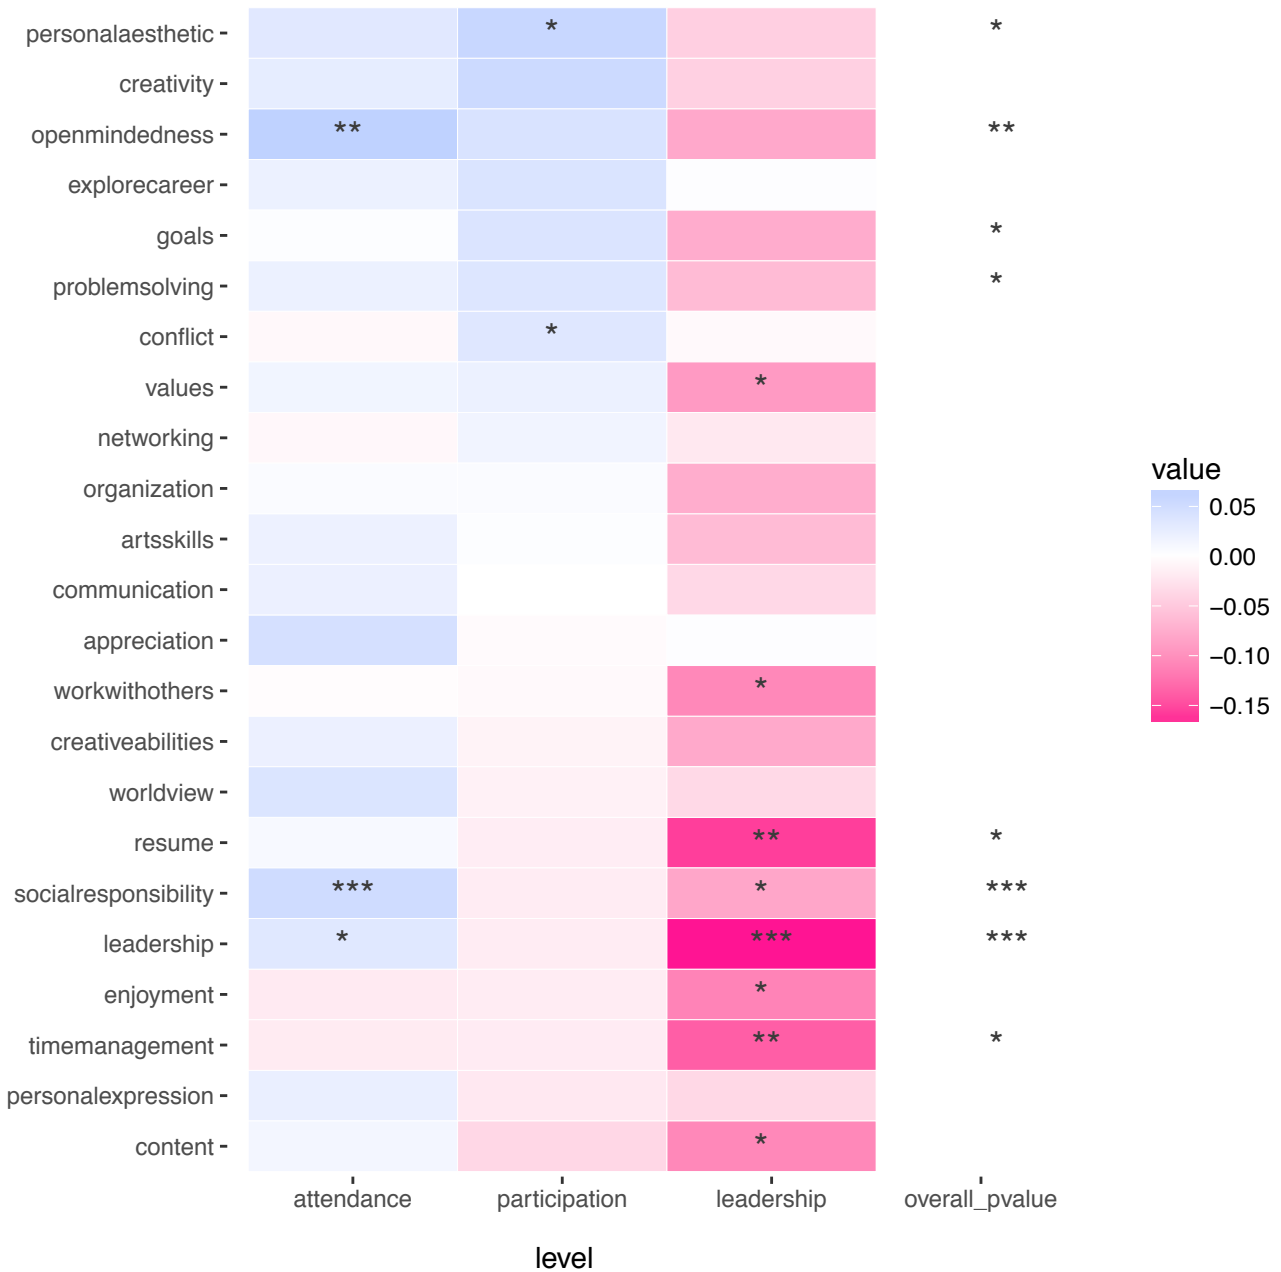 personalaesthetic * *
creativity
openmindedness ** **
explorecareer
goals *
problemsolving *
conflict *
values *
networking
organization
artsskills
communication
appreciation
workwithothers *
creativeabilities
worldview
resume ** *
socialresponsibility *** * ***
leadership * *** ***
enjoyment *
timemanagement ** *
personalexpression
content *
attendance participation leadership overall_pvalue
level
value
0.05
0.00
−0.05
−0.10
−0.15